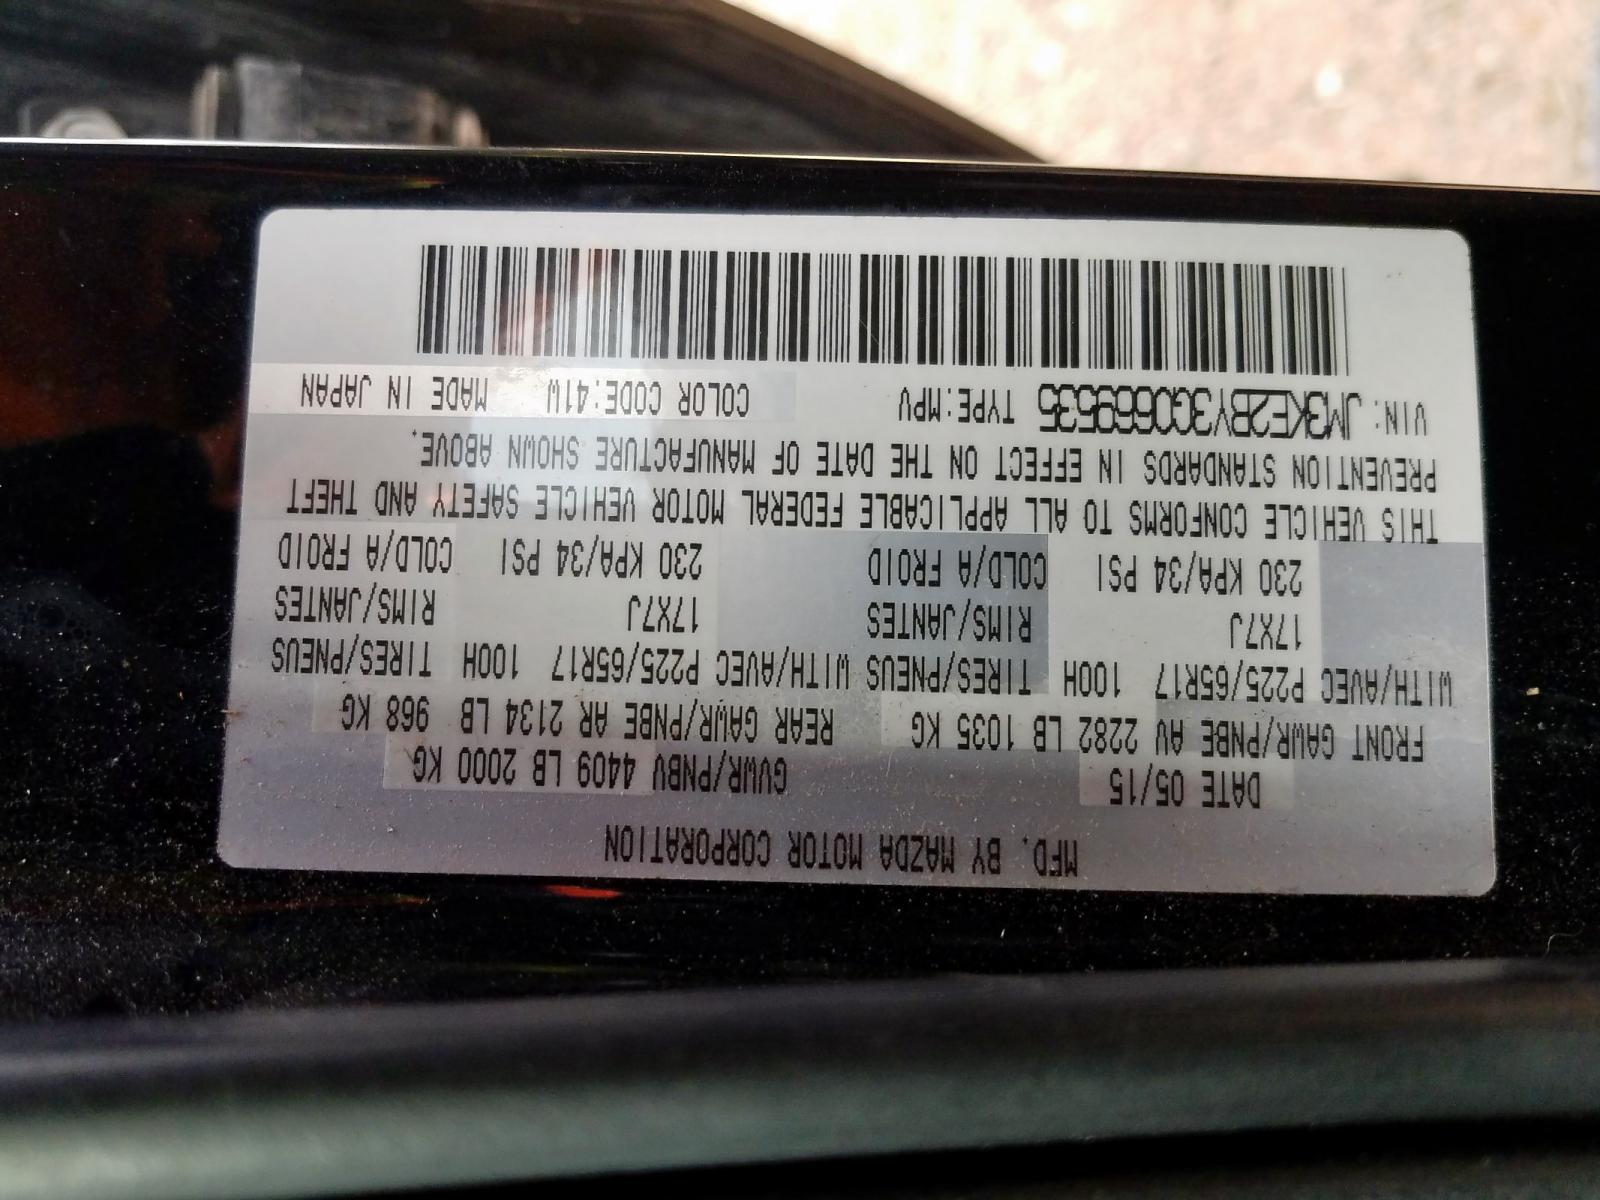 MFD. BY MAZDA MOTOR CORPORATION
DATE 05/15 GVWR/PNBV 4409 LB 2000 KG
FRONT GAWR/PNBE AV 2282 LB 1035 KG REAR GAWR/PNBE AR 2134 LB 968 KG
WITH/AVEC P225/65R17 100H TIRES/PNEUS WITH/AVEC P225/65R17 100H TIRES/PNEUS
17X7J RIMS/JANTES 17X7J RIMS/JANTES
230 KPA/34 PSI COLD/A FROID 230 KPA/34 PSI COLD/A FROID
THIS VEHICLE CONFORMS TO ALL APPLICABLE FEDERAL MOTOR VEHICLE SAFETY AND THEFT
PREVENTION STANDARDS IN EFFECT ON THE DATE OF MANUFACTURE SHOWN ABOVE.
VIN: JM3KE2BY3G0669535 TYPE:MPV COLOR CODE:41W MADE IN JAPAN